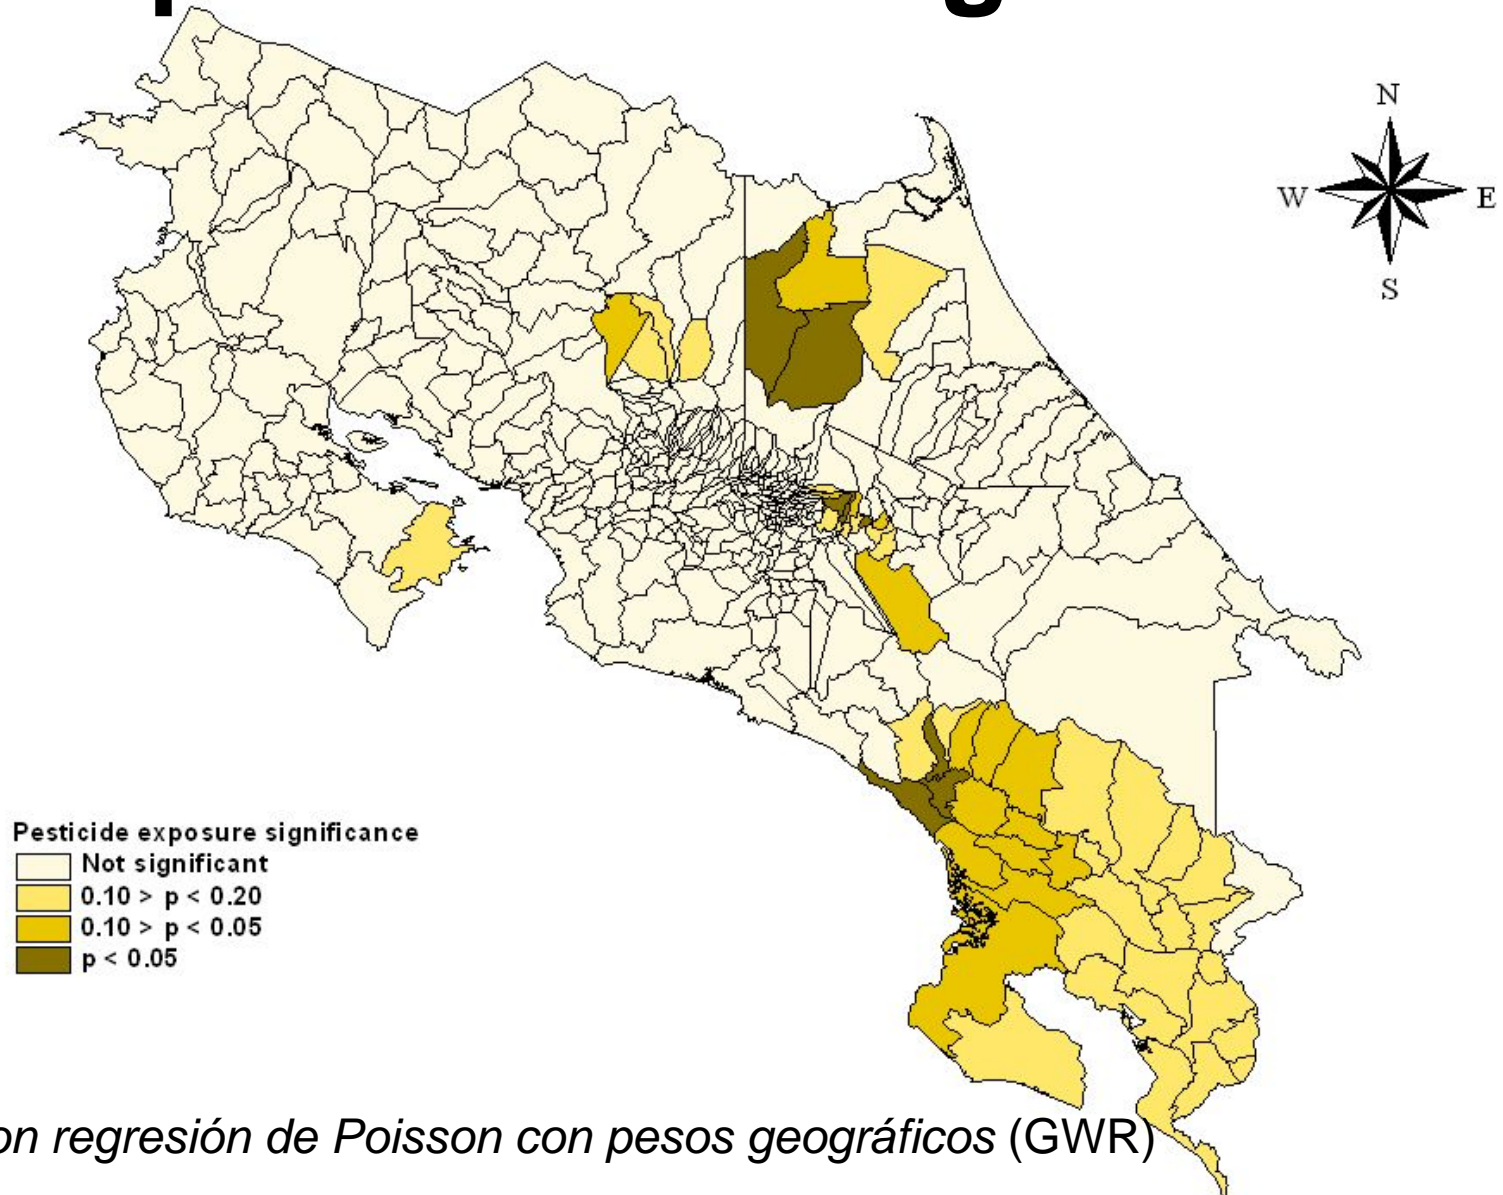 N
W E
S
Pesticide exposure significance
Not significant
0.10 > p < 0.20
0.10 > p < 0.05
p < 0.05
on regresión de Poisson con pesos geográficos (GWR)